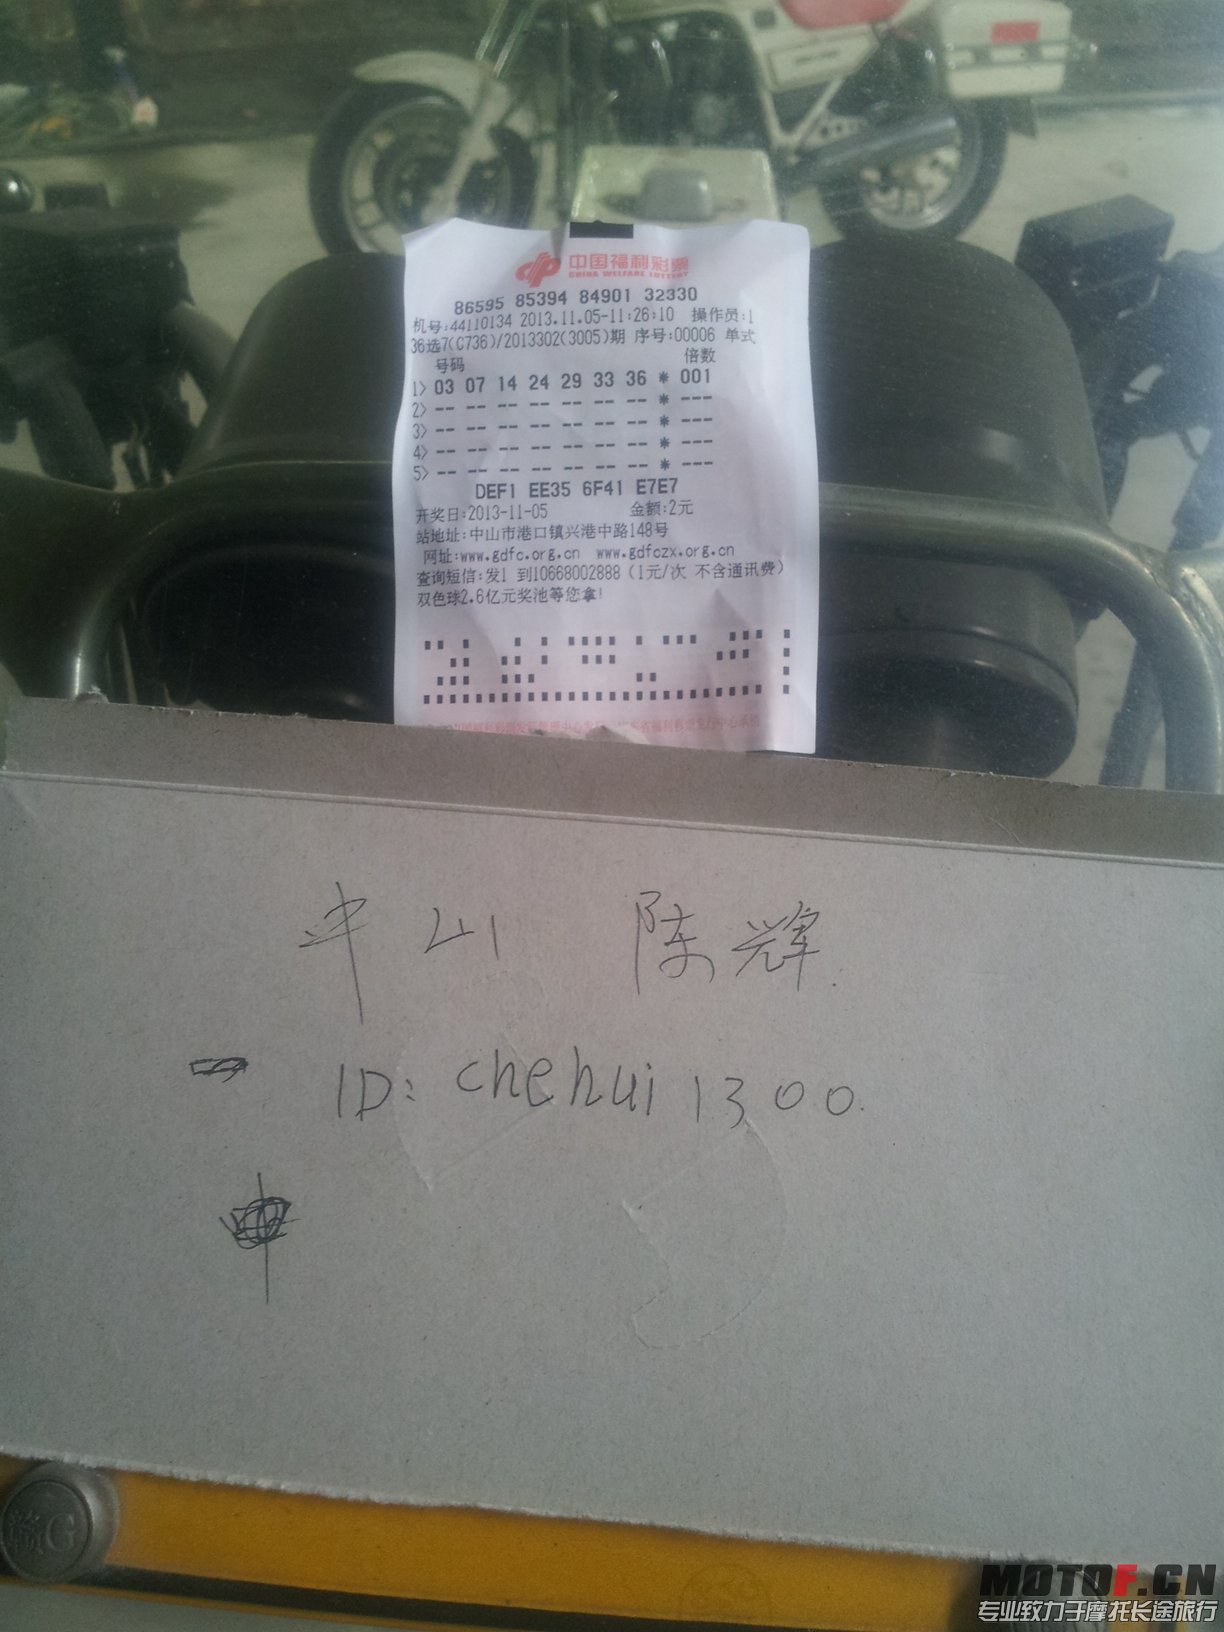 中国福利彩票
CHINA WELFARE LOTTERY
86595 85394 84901 32330
机号:44110134 2013.11.05-11:26:10 操作员:1
36选7(C736)/2013302(3005)期 序号:00006 单式
号码 倍数
1> 03 07 14 24 29 33 36 * 001
2> -- -- -- -- -- -- -- * ---
3> -- -- -- -- -- -- -- * ---
4> -- -- -- -- -- -- -- * ---
5> -- -- -- -- -- -- -- * ---
DEF1 EE35 6F41 E7E7
开奖日:2013-11-05 金额:2元
站地址:中山市港口镇兴港中路148号
网址:www.gdfc.org.cn www.gdfczx.org.cn
查询短信:发1 到10668002888(1元/次 不含通讯费)
双色球2.6亿元奖池等您拿!
中山 陈辉.
ID: chehui 1300.
赣G
MOTOF.CN
专业致力于摩托长途旅行